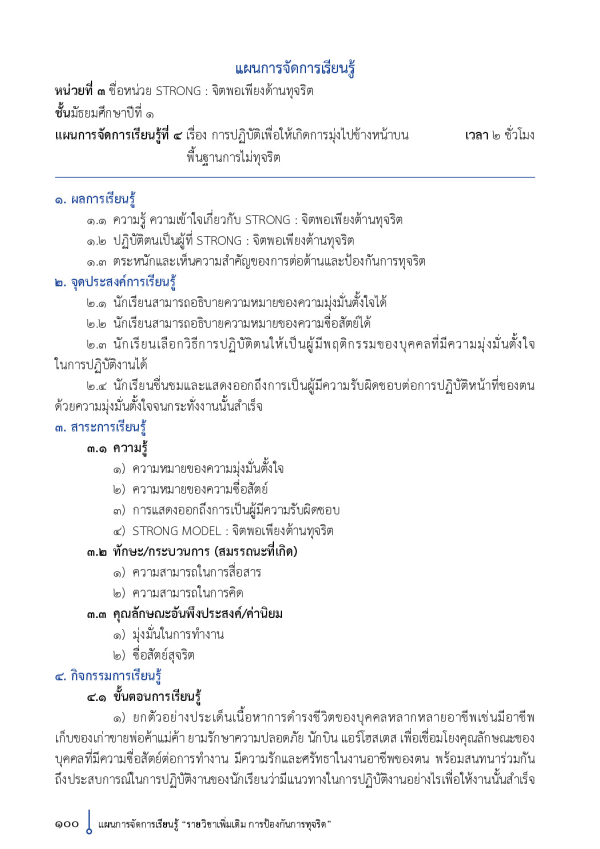 แผนการจัดการเรียนรู้
หน่วยที่ ๓ ชื่อหน่วย STRONG : จิตพอเพียงด้านทุจริต
ชั้นมัธยมศึกษาปีที่ ๑
แผนการจัดการเรียนรู้ที่ ๔ เรื่อง การปฏิบัติเพื่อให้เกิดการมุ่งไปข้างหน้าบน เวลา ๒ ชั่วโมง
พื้นฐานการไม่ทุจริต
๑. ผลการเรียนรู้
๑.๑ ความรู้ ความเข้าใจเกี่ยวกับ STRONG : จิตพอเพียงต้านทุจริต
๑.๒ ปฏิบัติตนเป็นผู้ที่ STRONG : จิตพอเพียงต้านทุจริต
๑.๓ ตระหนักและเห็นความสำคัญของการต่อต้านและป้องกันการทุจริต
๒. จุดประสงค์การเรียนรู้
๒.๑ นักเรียนสามารถอธิบายความหมายของความมุ่งมั่นตั้งใจได้
๒.๒ นักเรียนสามารถอธิบายความหมายของความซื่อสัตย์ได้
๒.๓ นักเรียนเลือกวิธีการปฏิบัติตนให้เป็นผู้มีพฤติกรรมของบุคคลที่มีความมุ่งมั่นตั้งใจ
ในการปฏิบัติงานได้
๒.๔ นักเรียนชื่นชมและแสดงออกถึงการเป็นผู้มีความรับผิดชอบต่อการปฏิบัติหน้าที่ของตน
ด้วยความมุ่งมั่นตั้งใจจนกระทั่งงานนั้นสำเร็จ
๓. สาระการเรียนรู้
๓.๑ ความรู้
๑) ความหมายของความมุ่งมั่นตั้งใจ
๒) ความหมายของความซื่อสัตย์
๓) การแสดงออกถึงการเป็นผู้มีความรับผิดชอบ
๔) STRONG MODEL : จิตพอเพียงต้านทุจริต
๓.๒ ทักษะ/กระบวนการ (สมรรถนะที่เกิด)
๑) ความสามารถในการสื่อสาร
๒) ความสามารถในการคิด
๓.๓ คุณลักษณะอันพึงประสงค์/ค่านิยม
๑) มุ่งมั่นในการทำงาน
๒) ซื่อสัตย์สุจริต
๔. กิจกรรมการเรียนรู้
๔.๑ ขั้นตอนการเรียนรู้
๑) ยกตัวอย่างประเด็นเนื้อหาการดำรงชีวิตของบุคคลหลากหลายอาชีพเช่นมีอาชีพ
เก็บของเก่าขายพ่อค้าแม่ค้า ยามรักษาความปลอดภัย นักบิน แอร์โฮสเตส เพื่อเชื่อมโยงคุณลักษณะของ
บุคคลที่มีความซื่อสัตย์ต่อการทำงาน มีความรักและศรัทธาในงานอาชีพของตน พร้อมสนทนาร่วมกัน
ถึงประสบการณ์ในการปฏิบัติงานของนักเรียนว่ามีแนวทางในการปฏิบัติงานอย่างไรเพื่อให้งานนั้นสำเร็จ
๑๐๐ แผนการจัดการเรียนรู้ "รายวิชาเพิ่มเติม การป้องกันการทุจริต"